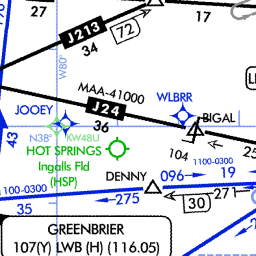 27
J213
17
34
72
176
W80°
MAA-41000
WLBRR
J24
JOOEY
BIGAL
36
43
N38°
KW48U
HOT SPRINGS
Ingalls Fld
(HSP)
104
25
1100-0300
DENNY
096
19
1100-0300
275
271
30
35
GREENBRIER
107(Y) LWB (H) (116.05)